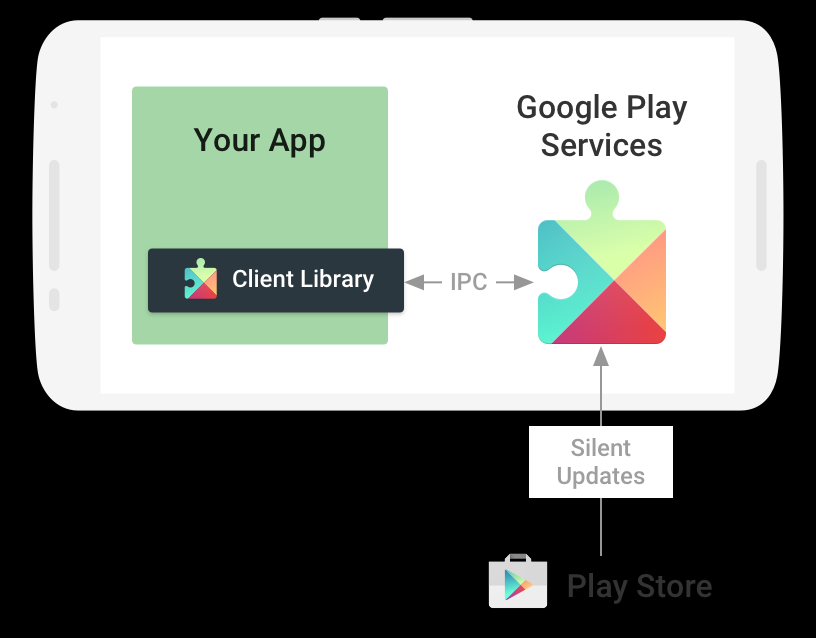 Your App
Google Play
Services
Client Library
IPC
Silent
Updates
Play Store